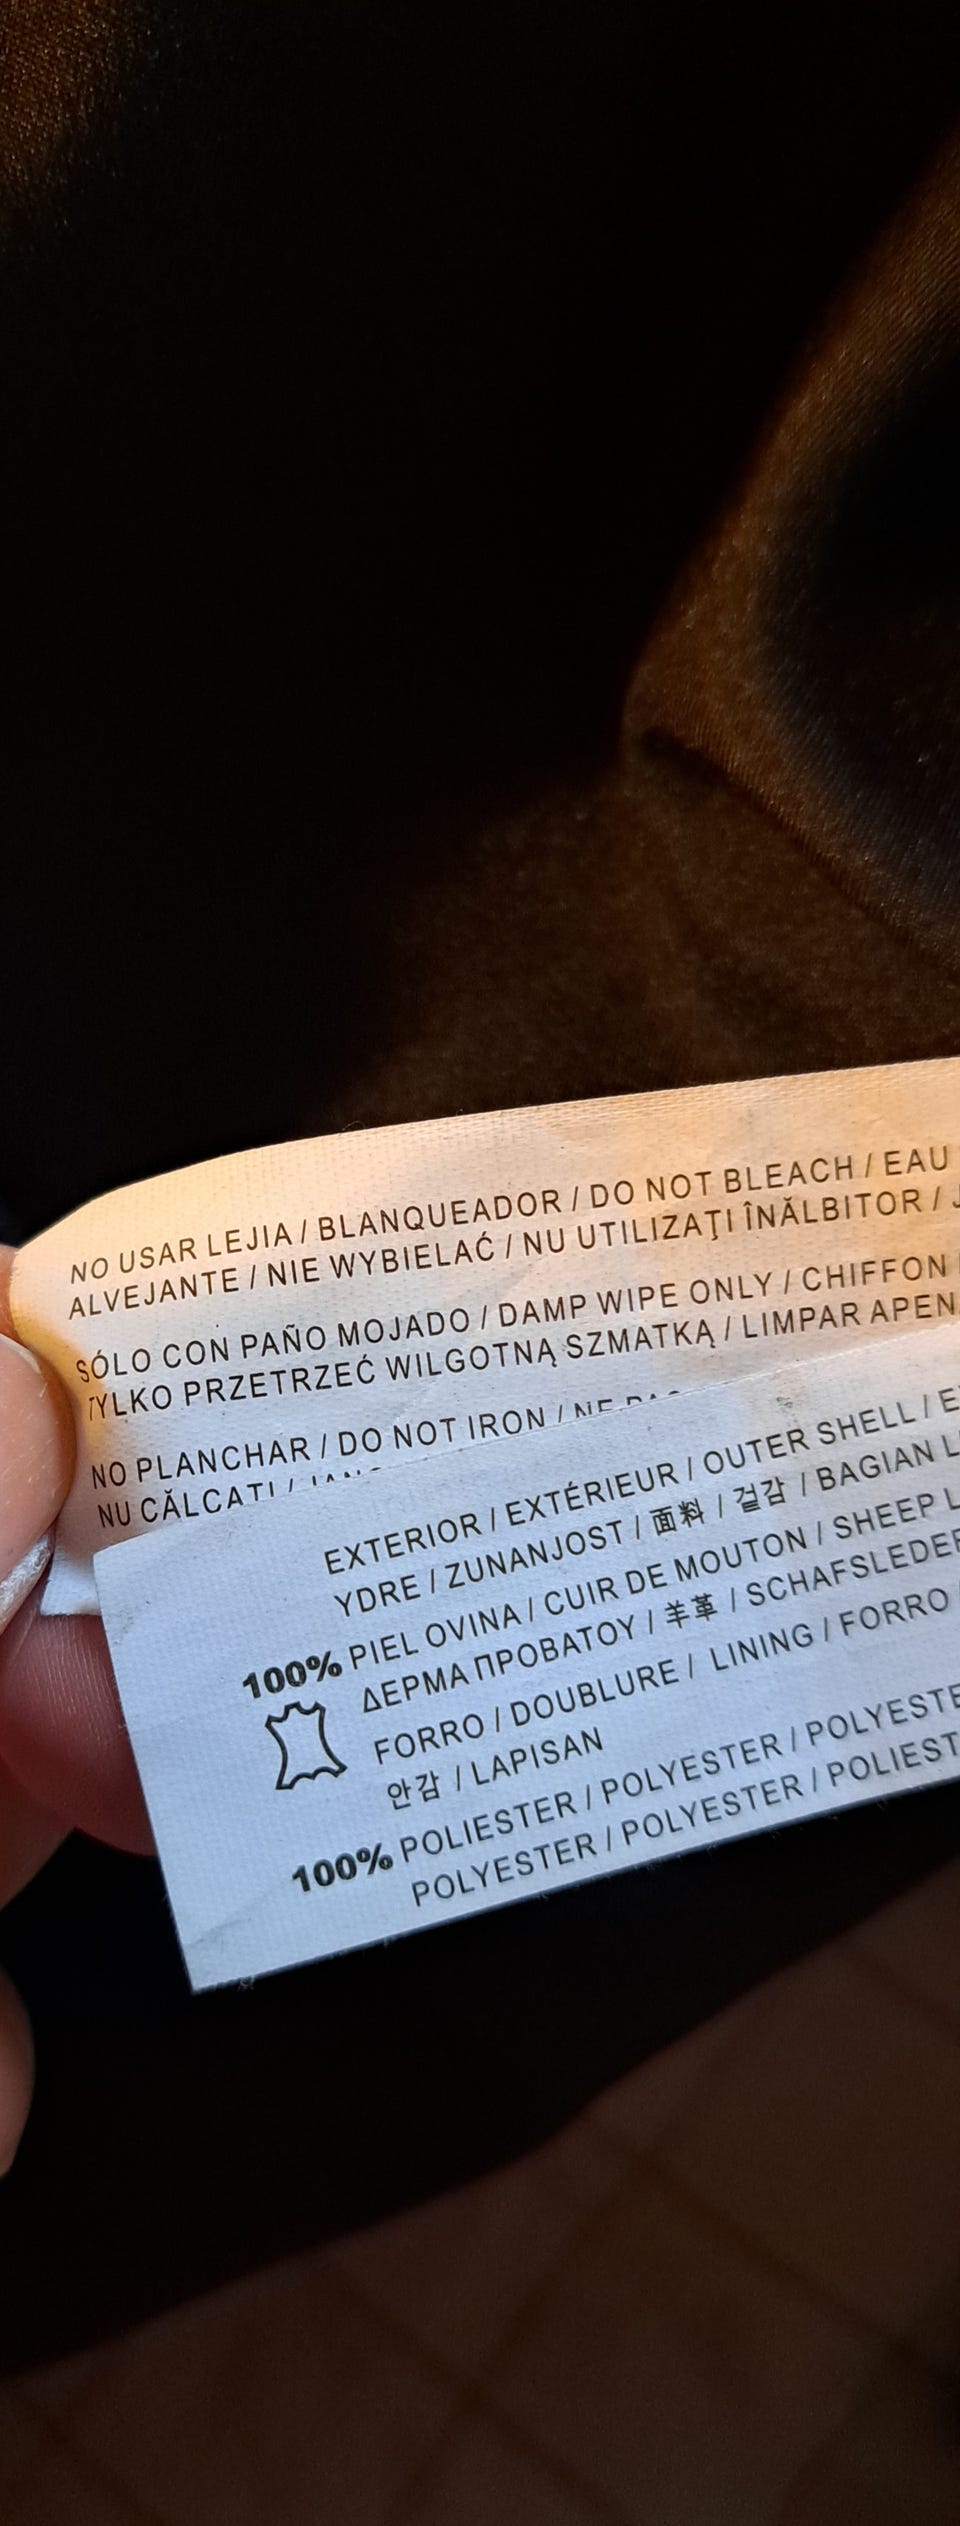 NO USAR LEJIA / BLANQUEADOR / DO NOT BLEACH / EAU
ALVEJANTE / NIE WYBIELAĆ / NU UTILIZAŢI ÎNĂLBITOR /
SÓLO CON PAÑO MOJADO / DAMP WIPE ONLY / CHIFFON
TYLKO PRZETRZEĆ WILGOTNĄ SZMATKĄ / LIMPAR APEN
NO PLANCHAR / DO NOT IRON / NE
NU CĂLCAȚI /
EXTERIOR / EXTÉRIEUR / OUTER SHELL /
YDRE / ZUNANJOST / 面料 / 겉감 / BAGIAN L
100% PIEL OVINA / CUIR DE MOUTON / SHEEP L
ΔΕΡΜΑ ΠΡΟΒΑΤΟΥ / 羊革 / SCHAFSLEDER
FORRO / DOUBLURE / LINING / FORRO
안감 / LAPISAN
100% POLIESTER / POLYESTER / POLYESTE
POLYESTER / POLYESTER / POLIEST